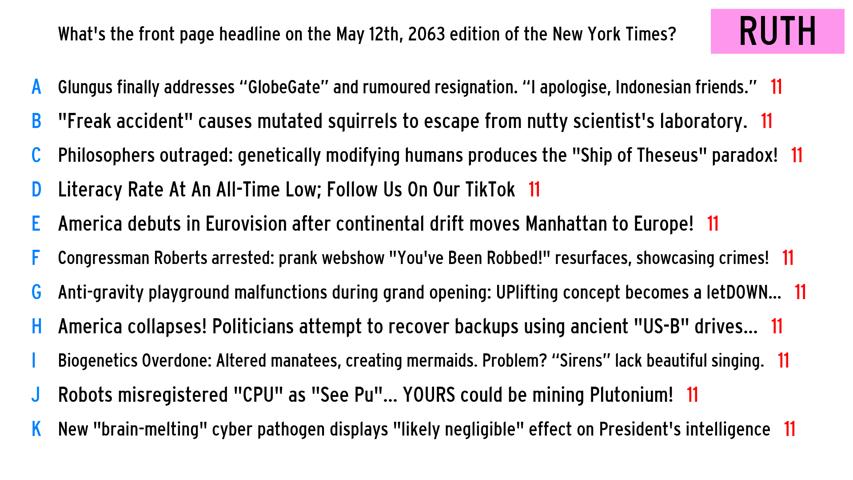 What's the front page headline on the May 12th, 2063 edition of the New York Times?
RUTH
A Glungus finally addresses “GlobeGate” and rumoured resignation. “I apologise, Indonesian friends.” 11
B "Freak accident" causes mutated squirrels to escape from nutty scientist's laboratory. 11
C Philosophers outraged: genetically modifying humans produces the "Ship of Theseus" paradox! 11
D Literacy Rate At An All-Time Low; Follow Us On Our TikTok 11
E America debuts in Eurovision after continental drift moves Manhattan to Europe! 11
F Congressman Roberts arrested: prank webshow "You've Been Robbed!" resurfaces, showcasing crimes! 11
G Anti-gravity playground malfunctions during grand opening: UPlifting concept becomes a letDOWN... 11
H America collapses! Politicians attempt to recover backups using ancient "US-B" drives... 11
I Biogenetics Overdone: Altered manatees, creating mermaids. Problem? “Sirens” lack beautiful singing. 11
J Robots misregistered "CPU" as "See Pu"... YOURS could be mining Plutonium! 11
K New "brain-melting" cyber pathogen displays "likely negligible" effect on President's intelligence 11